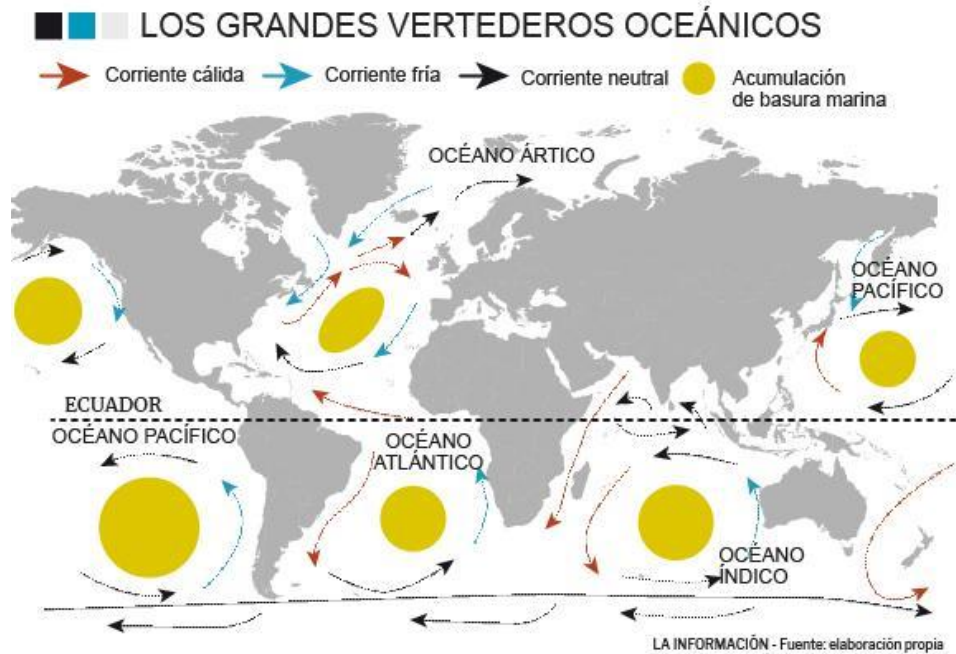 LOS GRANDES VERTEDEROS OCEÁNICOS
Corriente cálida
Corriente fría
Corriente neutral
Acumulación
de basura marina
OCÉANO ÁRTICO
OCÉANO
PACÍFICO
ECUADOR
OCÉANO PACÍFICO
OCÉANO
ATLÁNTICO
OCÉANO
ÍNDICO
LA INFORMACIÓN - Fuente: elaboración propia